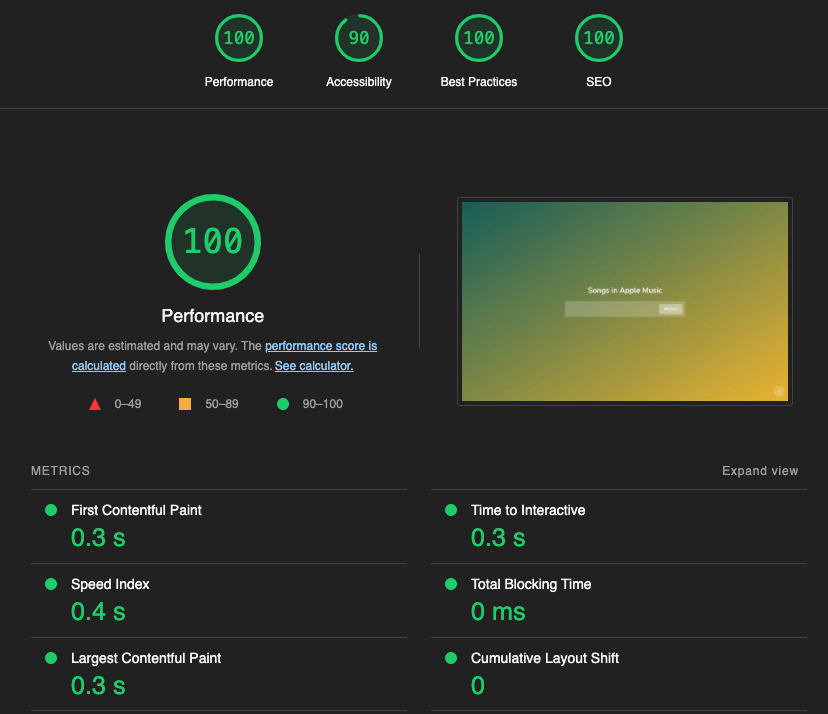 100
90
100
100
Performance
Accessibility
Best Practices
SEO
100
Performance
Values are estimated and may vary. The performance score is
calculated directly from these metrics. See calculator.
0–49
50–89
90–100
Songs in Apple Music
METRICS
Expand view
First Contentful Paint
0.3 s
Time to Interactive
0.3 s
Speed Index
0.4 s
Total Blocking Time
0 ms
Largest Contentful Paint
0.3 s
Cumulative Layout Shift
0